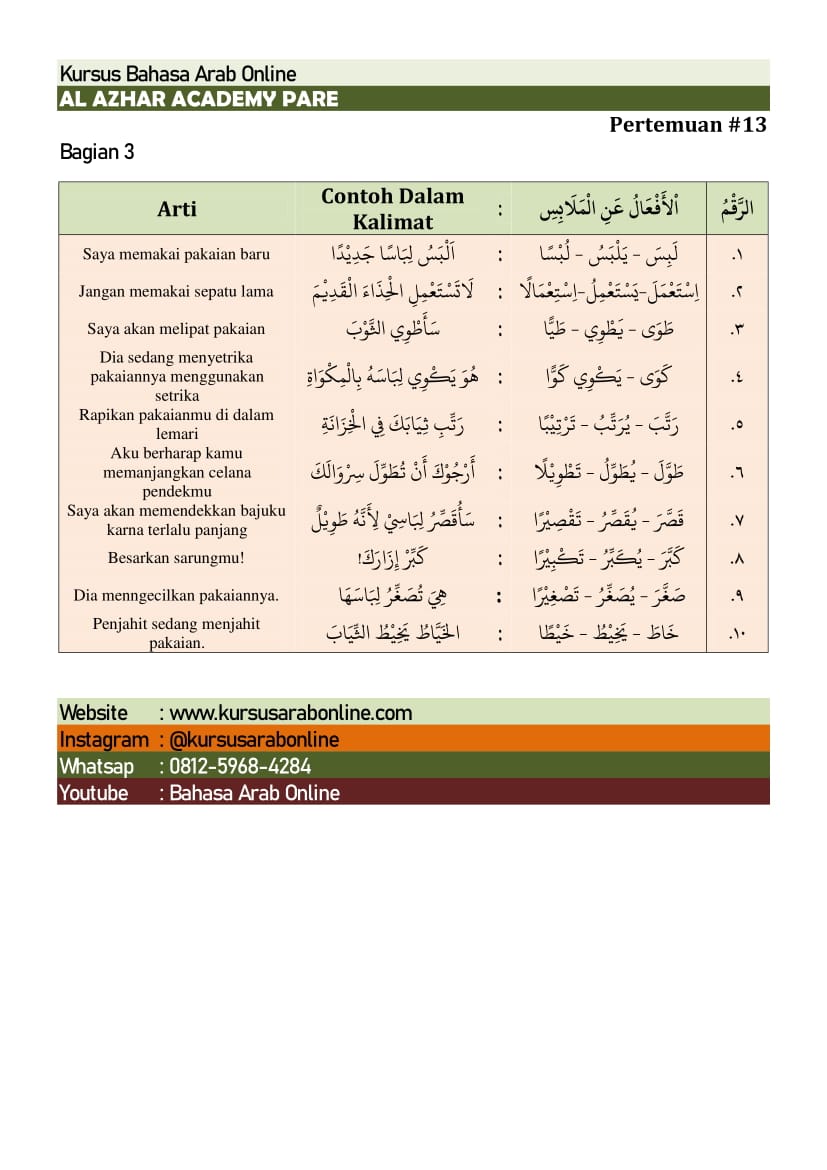 Kursus Bahasa Arab Online
AL AZHAR ACADEMY PARE
Pertemuan #13
Bagian 3
الرَّقْمُ اْلأَفْعَالُ عَنِ الْمَلَابِسِ : Contoh Dalam Kalimat Arti
١. لَبِسَ - يَلْبَسُ - لُبْسًا : اَلْبَسُ لِبَاسًا جَدِيْدًا Saya memakai pakaian baru
٢. اِسْتَعْمَلَ-يَسْتَعْمِلُ-اِسْتِعْمَالًا : لَاتَسْتَعْمِلِ الْحِذَاءَ الْقَدِيْمَ Jangan memakai sepatu lama
٣. طَوَى - يَطْوِي - طَيًّا : سَأَطْوِي الثَّوْبَ Saya akan melipat pakaian
٤. كَوَى - يَكْوِي كَوًّا : هُوَ يَكْوِي لِبَاسَهُ بِالْمِكْوَاةِ Dia sedang menyetrika pakaiannya menggunakan setrika
٥. رَتَّبَ - يُرَتِّبُ - تَرْتِيْبًا : رَتِّبِ ثِيَابَكَ فِي الْخِزَانَةِ Rapikan pakaianmu di dalam lemari
٦. طَوَّلَ - يُطَوِّلُ - تَطْوِيْلًا : أَرْجُوْكَ أَنْ تُطَوِّلَ سِرْوَالَكَ Aku berharap kamu memanjangkan celana pendekmu
٧. قَصَّرَ - يُقَصِّرُ - تَقْصِيْرًا : سَأُقَصِّرُ لِبَاسِيْ لِأَنَّهُ طَوِيْلٌ Saya akan memendekkan bajuku karna terlalu panjang
٨. كَبَّرَ - يُكَبِّرُ - تَكْبِيْرًا : كَبِّرْ إِزَارَكَ! Besarkan sarungmu!
٩. صَغَّرَ - يُصَغِّرُ - تَصْغِيْرًا : هِيَ تُصَغِّرُ لِبَاسَهَا Dia menngecilkan pakaiannya.
١٠. خَاطَ - يَخِيْطُ - خَيْطًا : الْخَيَّاطُ يَخِيْطُ الثِّيَابَ Penjahit sedang menjahit pakaian.
Website : www.kursusarabonline.com
Instagram : @kursusarabonline
Whatsap : 0812-5968-4284
Youtube : Bahasa Arab Online